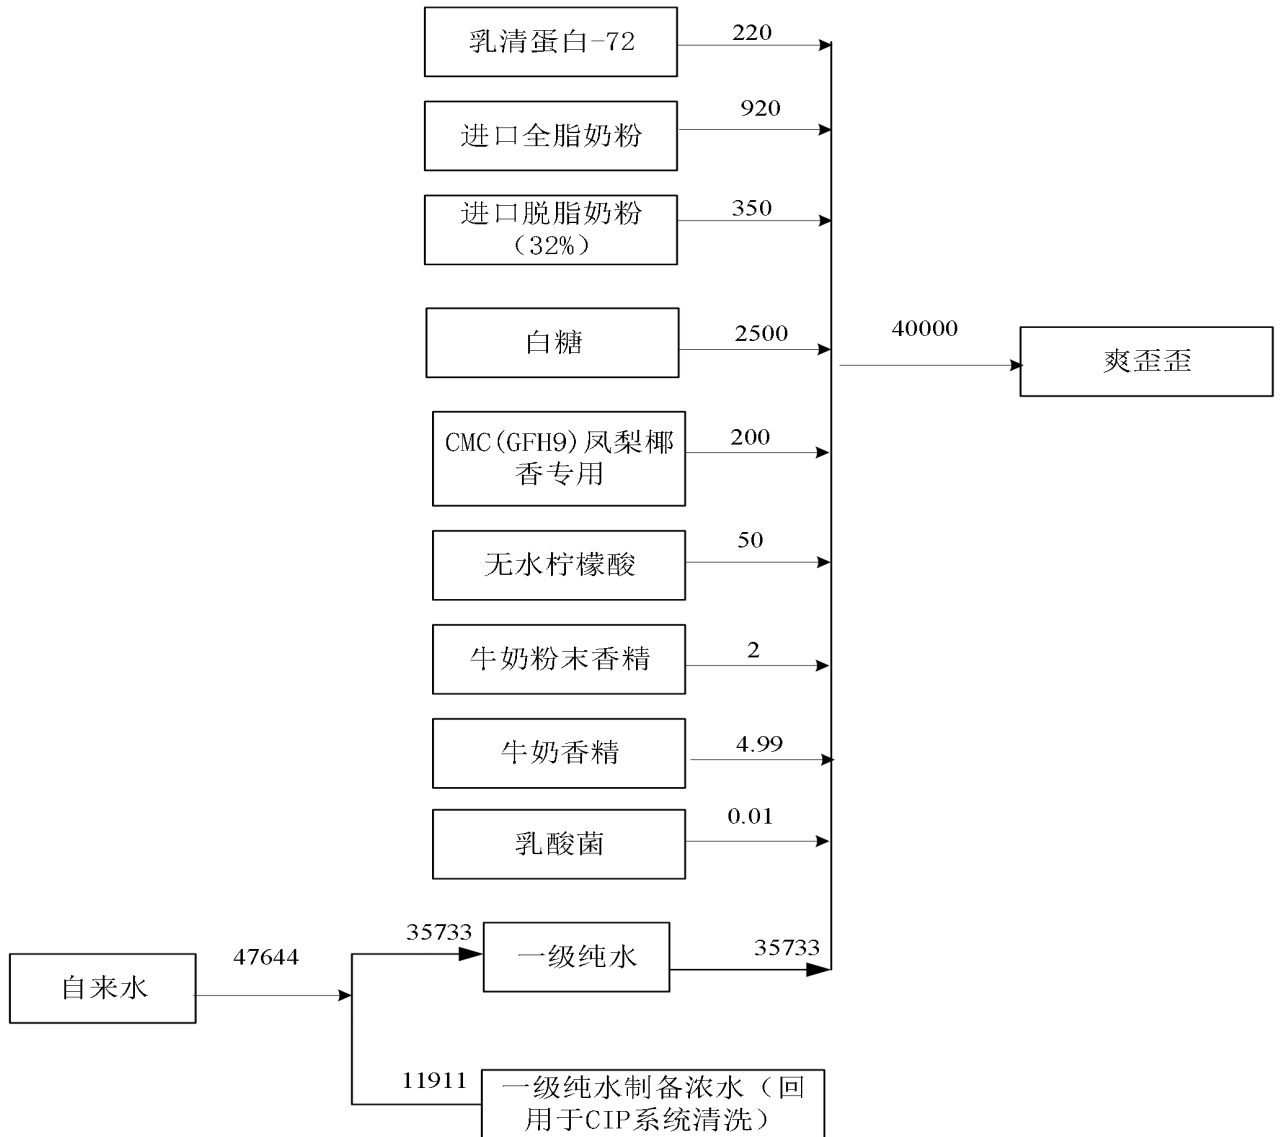 乳清蛋白-72
220
进口全脂奶粉
920
进口脱脂奶粉
（32%）
350
白糖
2500
40000
爽歪歪
CMC(GFH9)凤梨椰
香专用
200
无水柠檬酸
50
牛奶粉末香精
2
牛奶香精
4.99
乳酸菌
0.01
自来水
47644
35733
一级纯水
35733
11911
一级纯水制备浓水（回
用于CIP系统清洗）